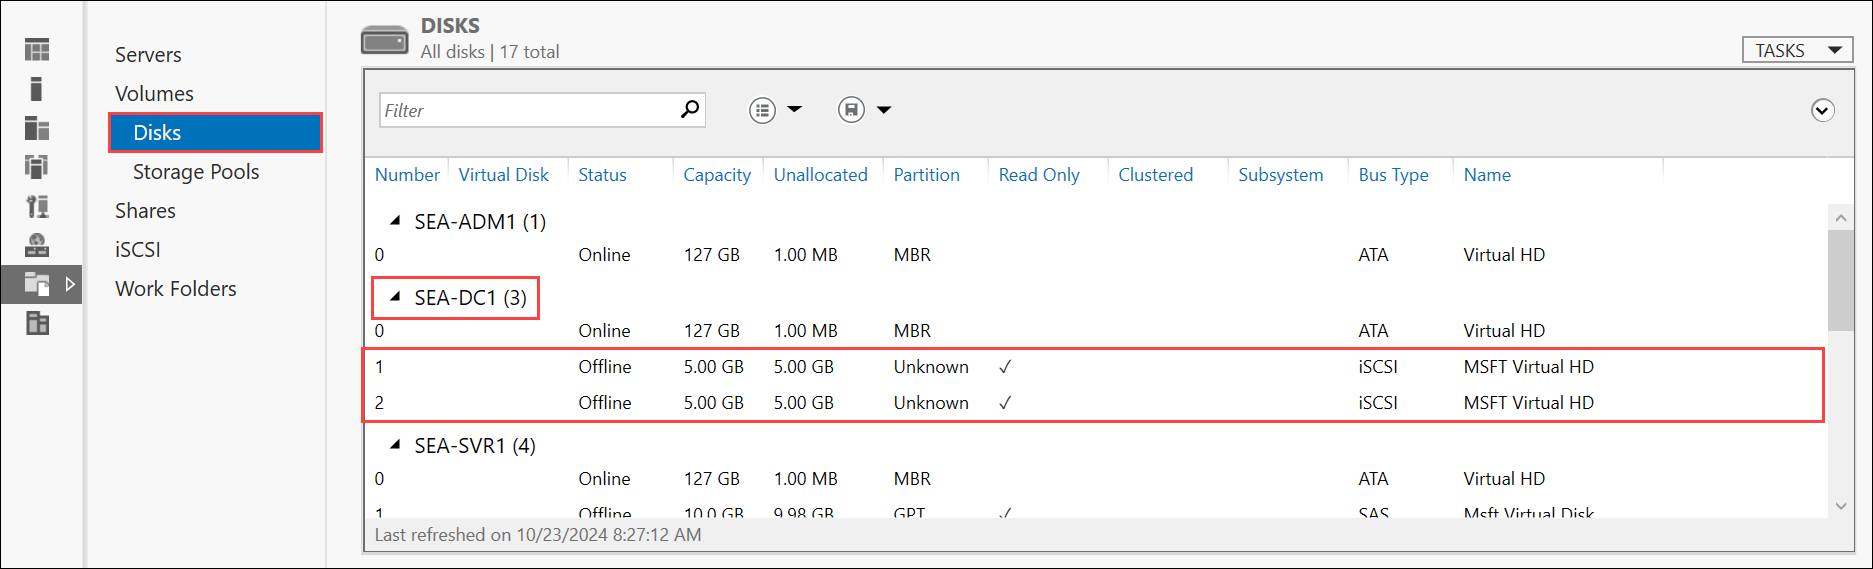 DISKS
All disks | 17 total
TASKS
Servers
Volumes
Disks
Storage Pools
Shares
iSCSI
Work Folders
Filter
Number Virtual Disk Status Capacity Unallocated Partition Read Only Clustered Subsystem Bus Type Name
SEA-ADM1 (1)
0 Online 127 GB 1.00 MB MBR ATA Virtual HD
SEA-DC1 (3)
0 Online 127 GB 1.00 MB MBR ATA Virtual HD
1 Offline 5.00 GB 5.00 GB Unknown ✓ iSCSI MSFT Virtual HD
2 Offline 5.00 GB 5.00 GB Unknown ✓ iSCSI MSFT Virtual HD
SEA-SVR1 (4)
0 Online 127 GB 1.00 MB MBR ATA Virtual HD
1 Offline 10.0 GB 9.98 GB GPT ✓ SAS Msft Virtual Disk
Last refreshed on 10/23/2024 8:27:12 AM